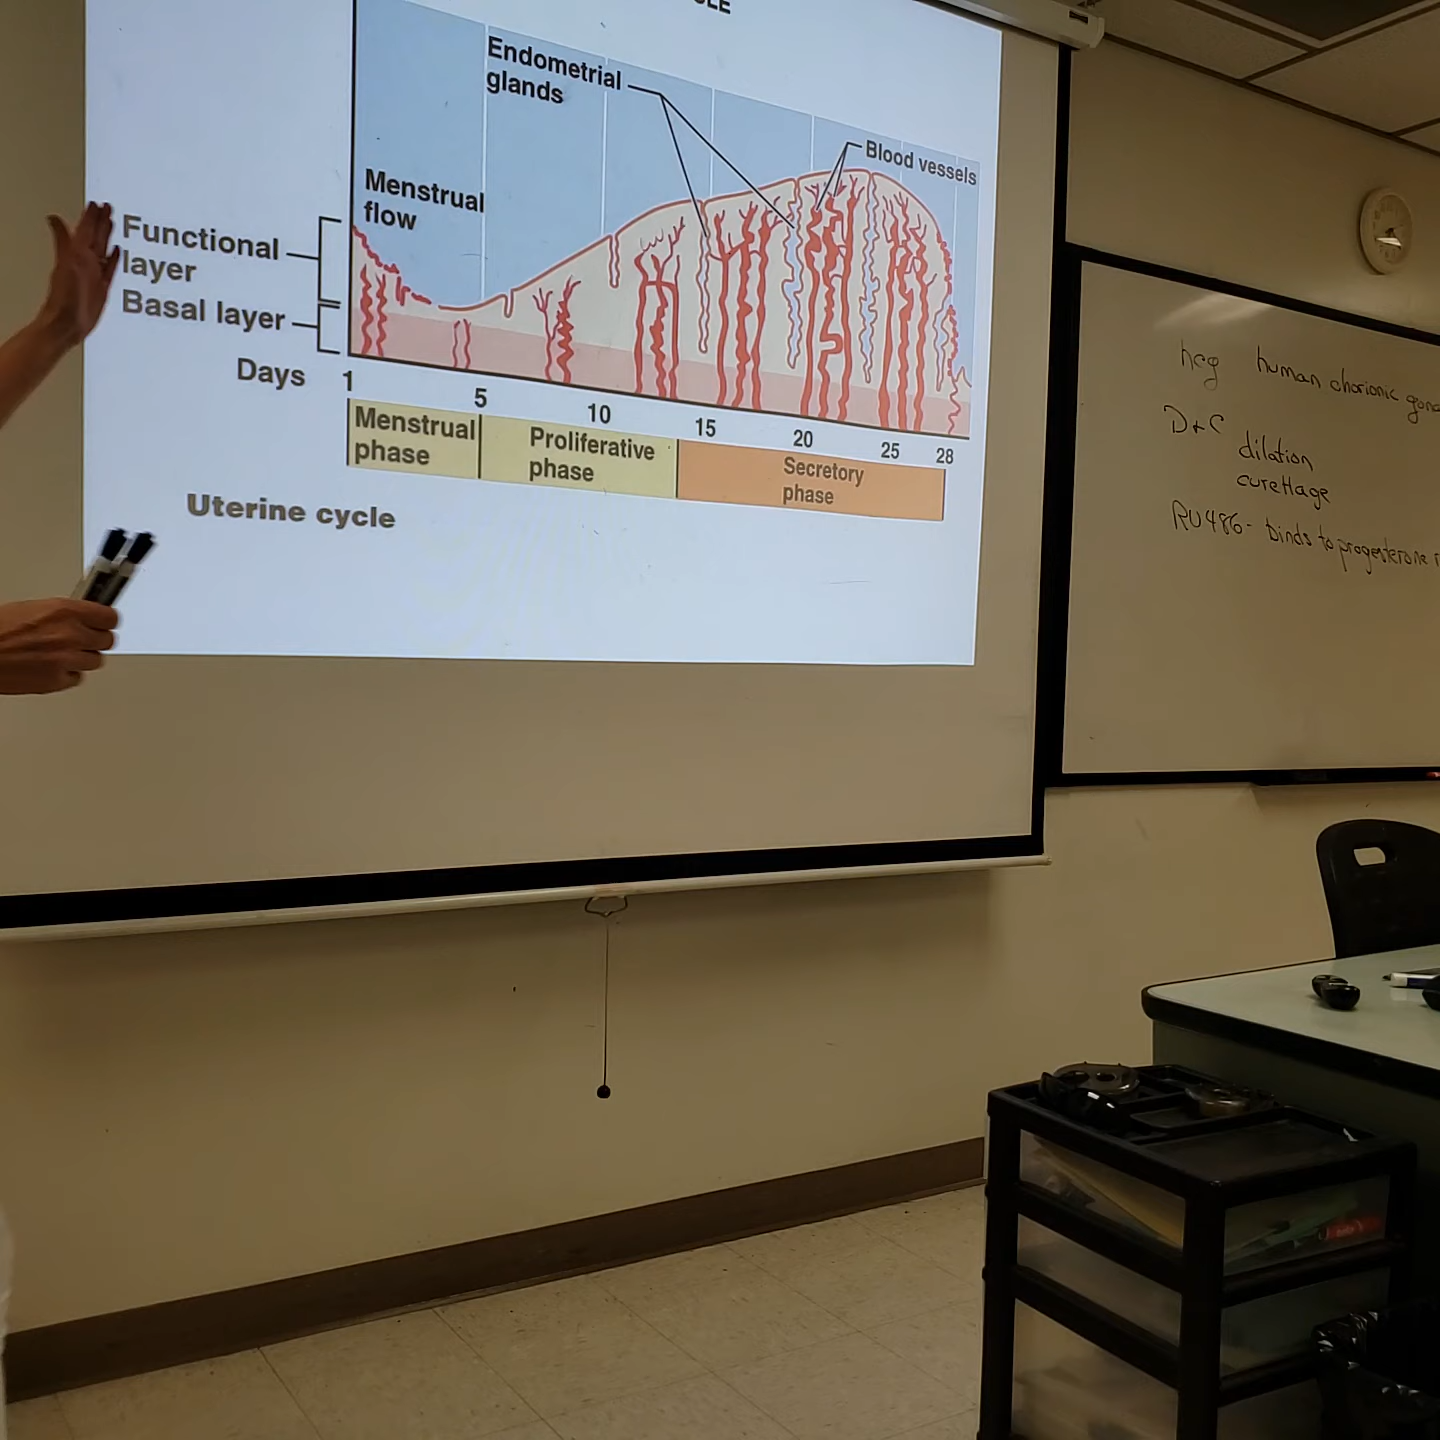 Endometrial
glands
Blood vessels
Menstrual
flow
Functional
layer
Basal layer
Days 1 5 10 15 20 25 28
Menstrual
phase
Proliferative
phase
Secretory
phase
Uterine cycle
hcg human chorionic
D+C
dilation
curettage
RU486- binds to progesterone